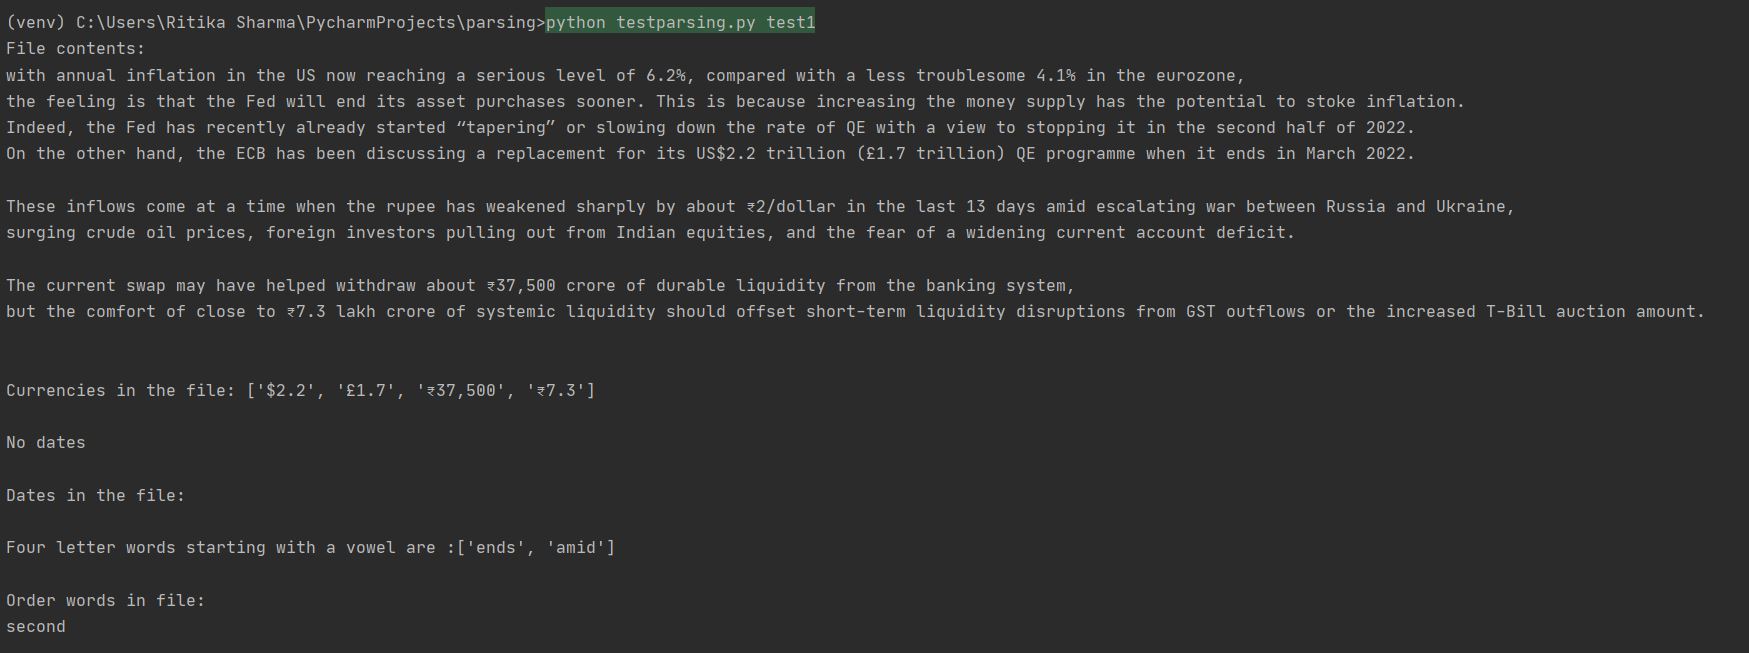 (venv) C:\Users\Ritika Sharma\PycharmProjects\parsing>python testparsing.py test1
File contents:
with annual inflation in the US now reaching a serious level of 6.2%, compared with a less troublesome 4.1% in the eurozone,
the feeling is that the Fed will end its asset purchases sooner. This is because increasing the money supply has the potential to stoke inflation.
Indeed, the Fed has recently already started “tapering” or slowing down the rate of QE with a view to stopping it in the second half of 2022.
On the other hand, the ECB has been discussing a replacement for its US$2.2 trillion (£1.7 trillion) QE programme when it ends in March 2022.

These inflows come at a time when the rupee has weakened sharply by about ₹2/dollar in the last 13 days amid escalating war between Russia and Ukraine,
surging crude oil prices, foreign investors pulling out from Indian equities, and the fear of a widening current account deficit.

The current swap may have helped withdraw about ₹37,500 crore of durable liquidity from the banking system,
but the comfort of close to ₹7.3 lakh crore of systemic liquidity should offset short-term liquidity disruptions from GST outflows or the increased T-Bill auction amount.

Currencies in the file: ['$2.2', '£1.7', '₹37,500', '₹7.3']

No dates

Dates in the file:

Four letter words starting with a vowel are :['ends', 'amid']

Order words in file:
second